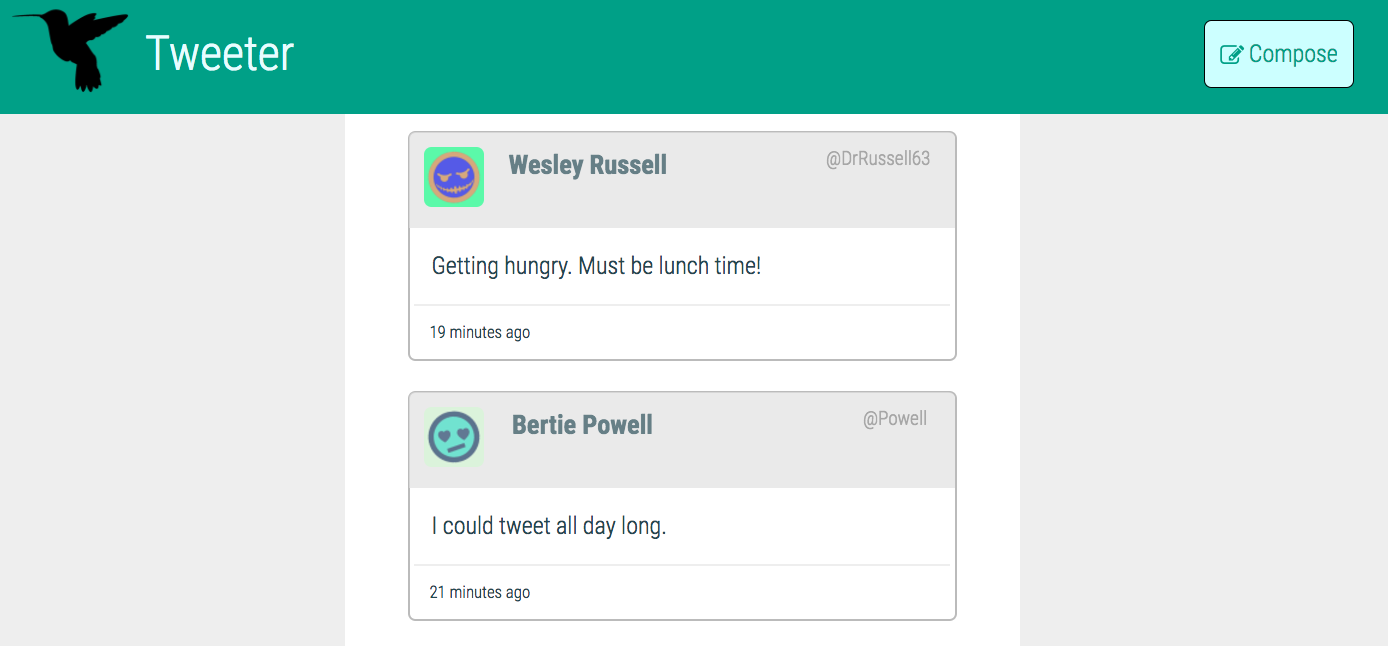 Tweeter
Compose
Wesley Russell
@DrRussell63
Getting hungry. Must be lunch time!
19 minutes ago
Bertie Powell
@Powell
I could tweet all day long.
21 minutes ago